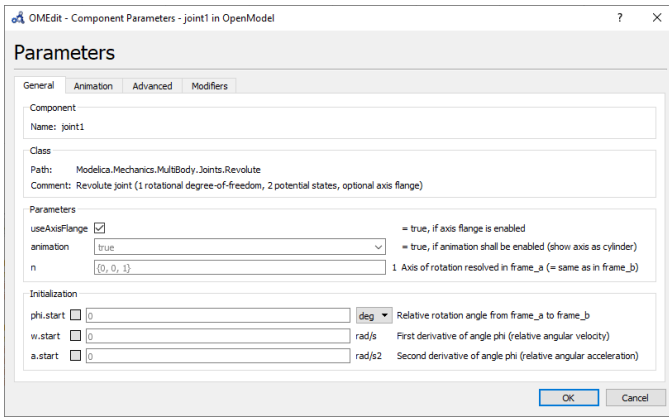 OMEdit - Component Parameters - joint1 in OpenModel ? ×
Parameters
General Animation Advanced Modifiers
Component
Name: joint1
Class
Path: Modelica.Mechanics.MultiBody.Joints.Revolute
Comment: Revolute joint (1 rotational degree-of-freedom, 2 potential states, optional axis flange)
Parameters
useAxisFlange = true, if axis flange is enabled
animation true = true, if animation shall be enabled (show axis as cylinder)
n {0, 0, 1} 1 Axis of rotation resolved in frame_a (= same as in frame_b)
Initialization
phi.start 0 deg Relative rotation angle from frame_a to frame_b
w.start 0 rad/s First derivative of angle phi (relative angular velocity)
a.start 0 rad/s2 Second derivative of angle phi (relative angular acceleration)
OK Cancel